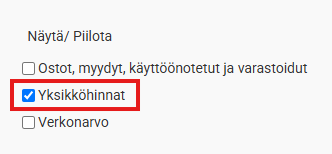 Näytä/ Piilota
Ostot, myydyt, käyttöönotetut ja varastoidut
Yksikköhinnat
Verkonarvo